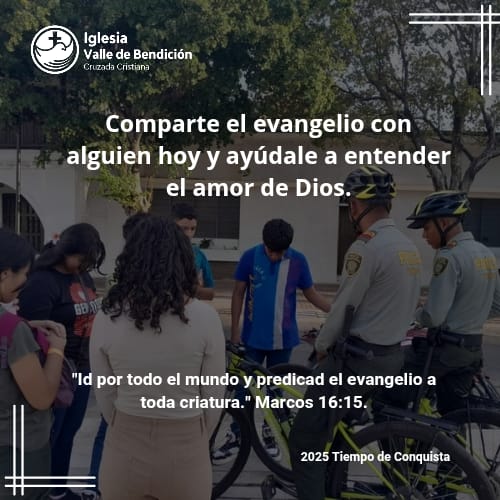 Iglesia
Valle de Bendición
Cruzada Cristiana
Comparte el evangelio con
alguien hoy y ayúdale a entender
el amor de Dios.
"Id por todo el mundo y predicad el evangelio a
toda criatura." Marcos 16:15.
2025 Tiempo de Conquista